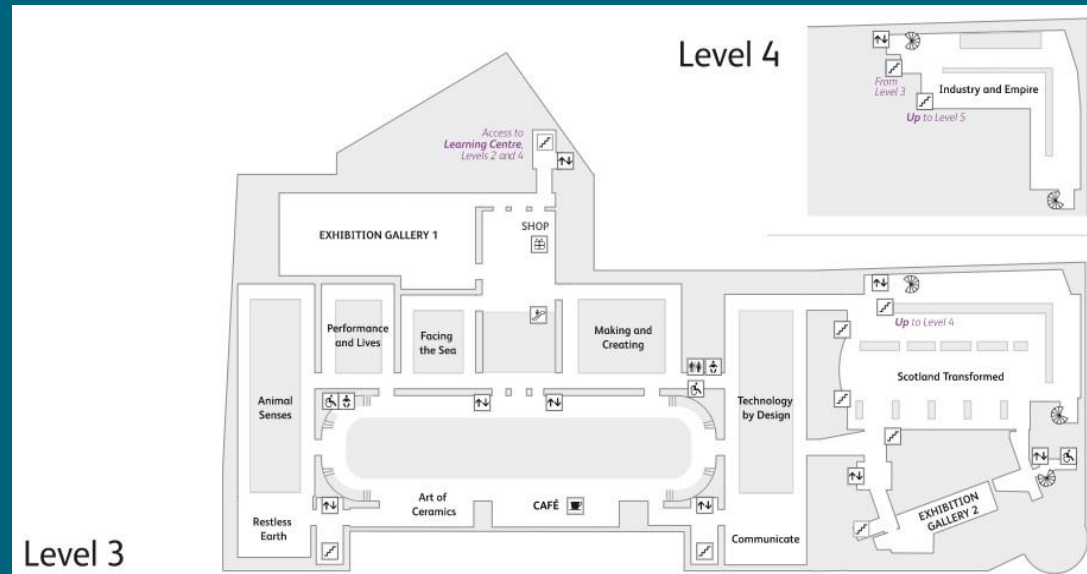 Level 4
From
Level 3
Industry and Empire
Up to Level 5
Access to
Learning Centre,
Levels 2 and 4
SHOP
EXHIBITION GALLERY 1
Performance
and Lives
Facing
the Sea
Making and
Creating
Up to Level 4
Scotland Transformed
Animal
Senses
Technology
by Design
Art of
Ceramics
CAFÉ
EXHIBITION
GALLERY 2
Restless
Earth
Communicate
Level 3